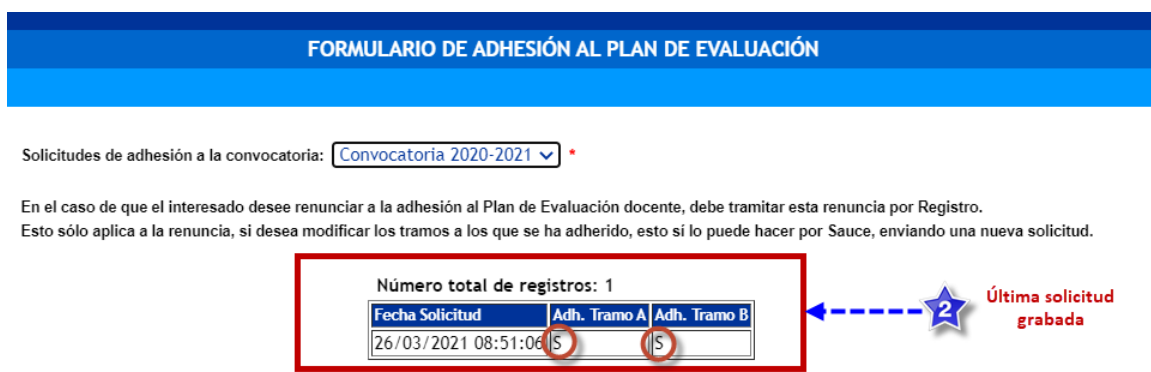 FORMULARIO DE ADHESIÓN AL PLAN DE EVALUACIÓN
Solicitudes de adhesión a la convocatoria: Convocatoria 2020-2021 *
En el caso de que el interesado desee renunciar a la adhesión al Plan de Evaluación docente, debe tramitar esta renuncia por Registro.
Esto sólo aplica a la renuncia, si desea modificar los tramos a los que se ha adherido, esto sí lo puede hacer por Sauce, enviando una nueva solicitud.
Número total de registros: 1
Fecha Solicitud Adh. Tramo A Adh. Tramo B
26/03/2021 08:51:06 S S
2
Última solicitud
grabada